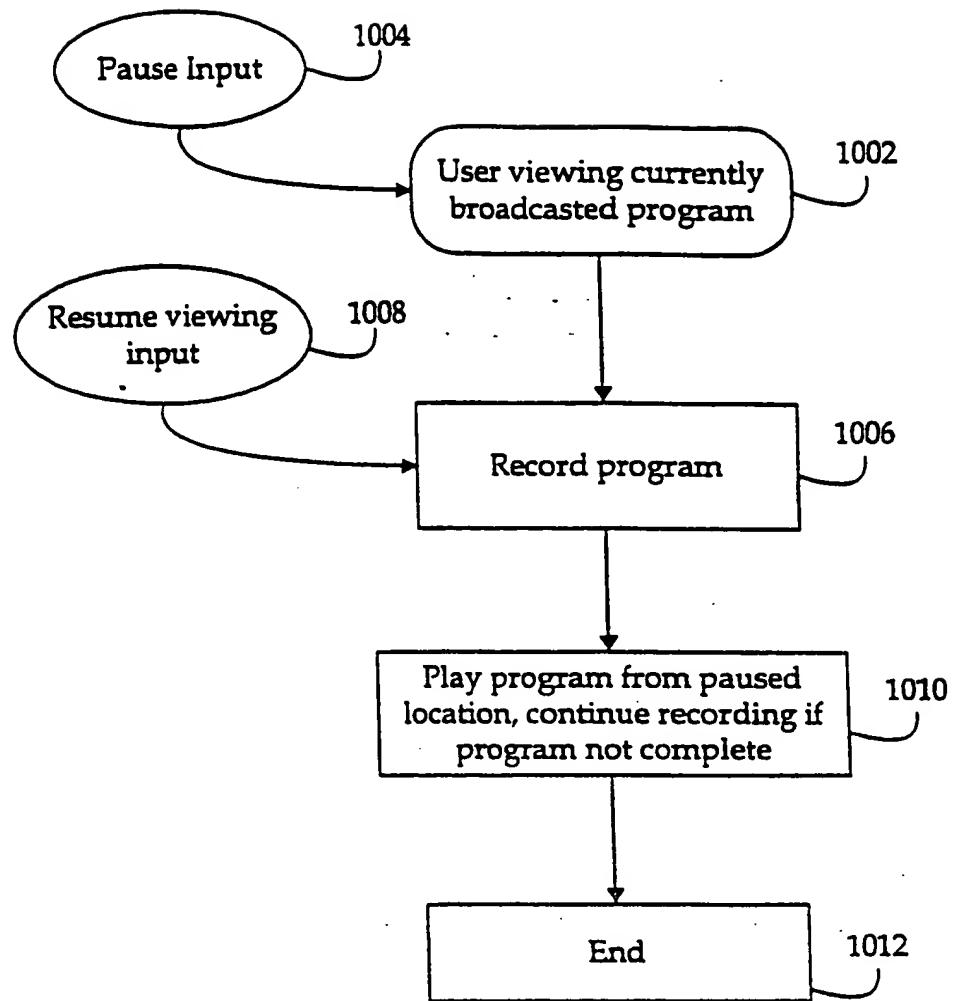 1004
Pause Input
1002
User viewing currently
broadcasted program
1008
Resume viewing
input
1006
Record program
1010
Play program from paused
location, continue recording if
program not complete
End
1012